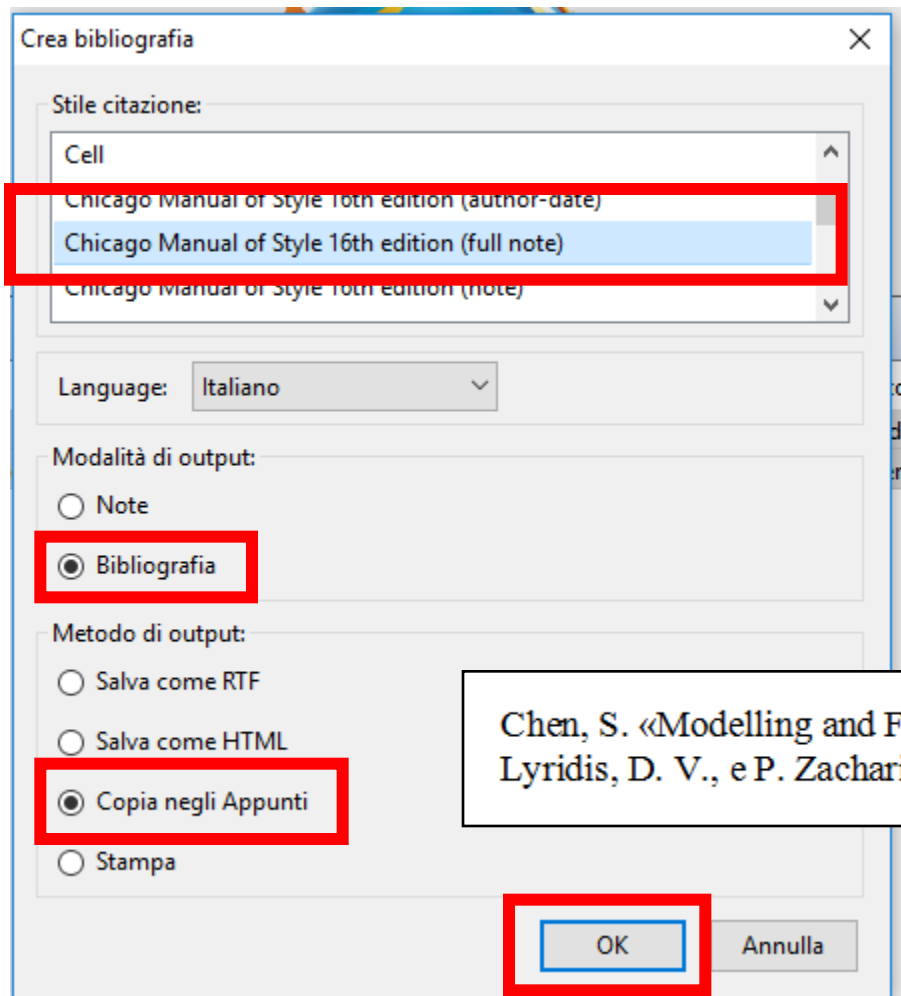 Crea bibliografia
Stile citazione:
Cell
Chicago Manual of Style 16th edition (author-date)
Chicago Manual of Style 16th edition (full note)
Chicago Manual of Style 16th edition (note)
Language: Italiano
Modalità di output:
Note
Bibliografia
Metodo di output:
Salva come RTF
Salva come HTML
Chen, S. «Modelling and F
Lyridis, D. V., e P. Zachari
Copia negli Appunti
Stampa
OK Annulla